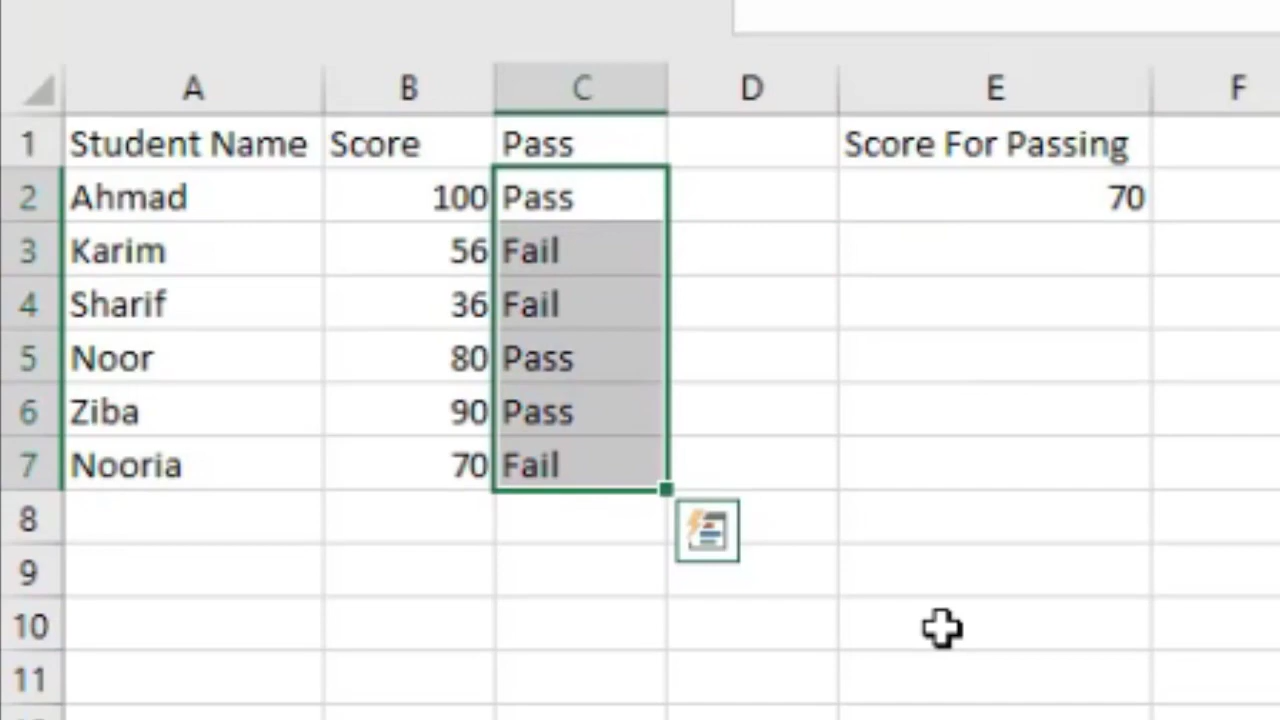 A B C D E F
1 Student Name Score Pass Score For Passing
2 Ahmad 100 Pass 70
3 Karim 56 Fail
4 Sharif 36 Fail
5 Noor 80 Pass
6 Ziba 90 Pass
7 Nooria 70 Fail
8
9
10
11